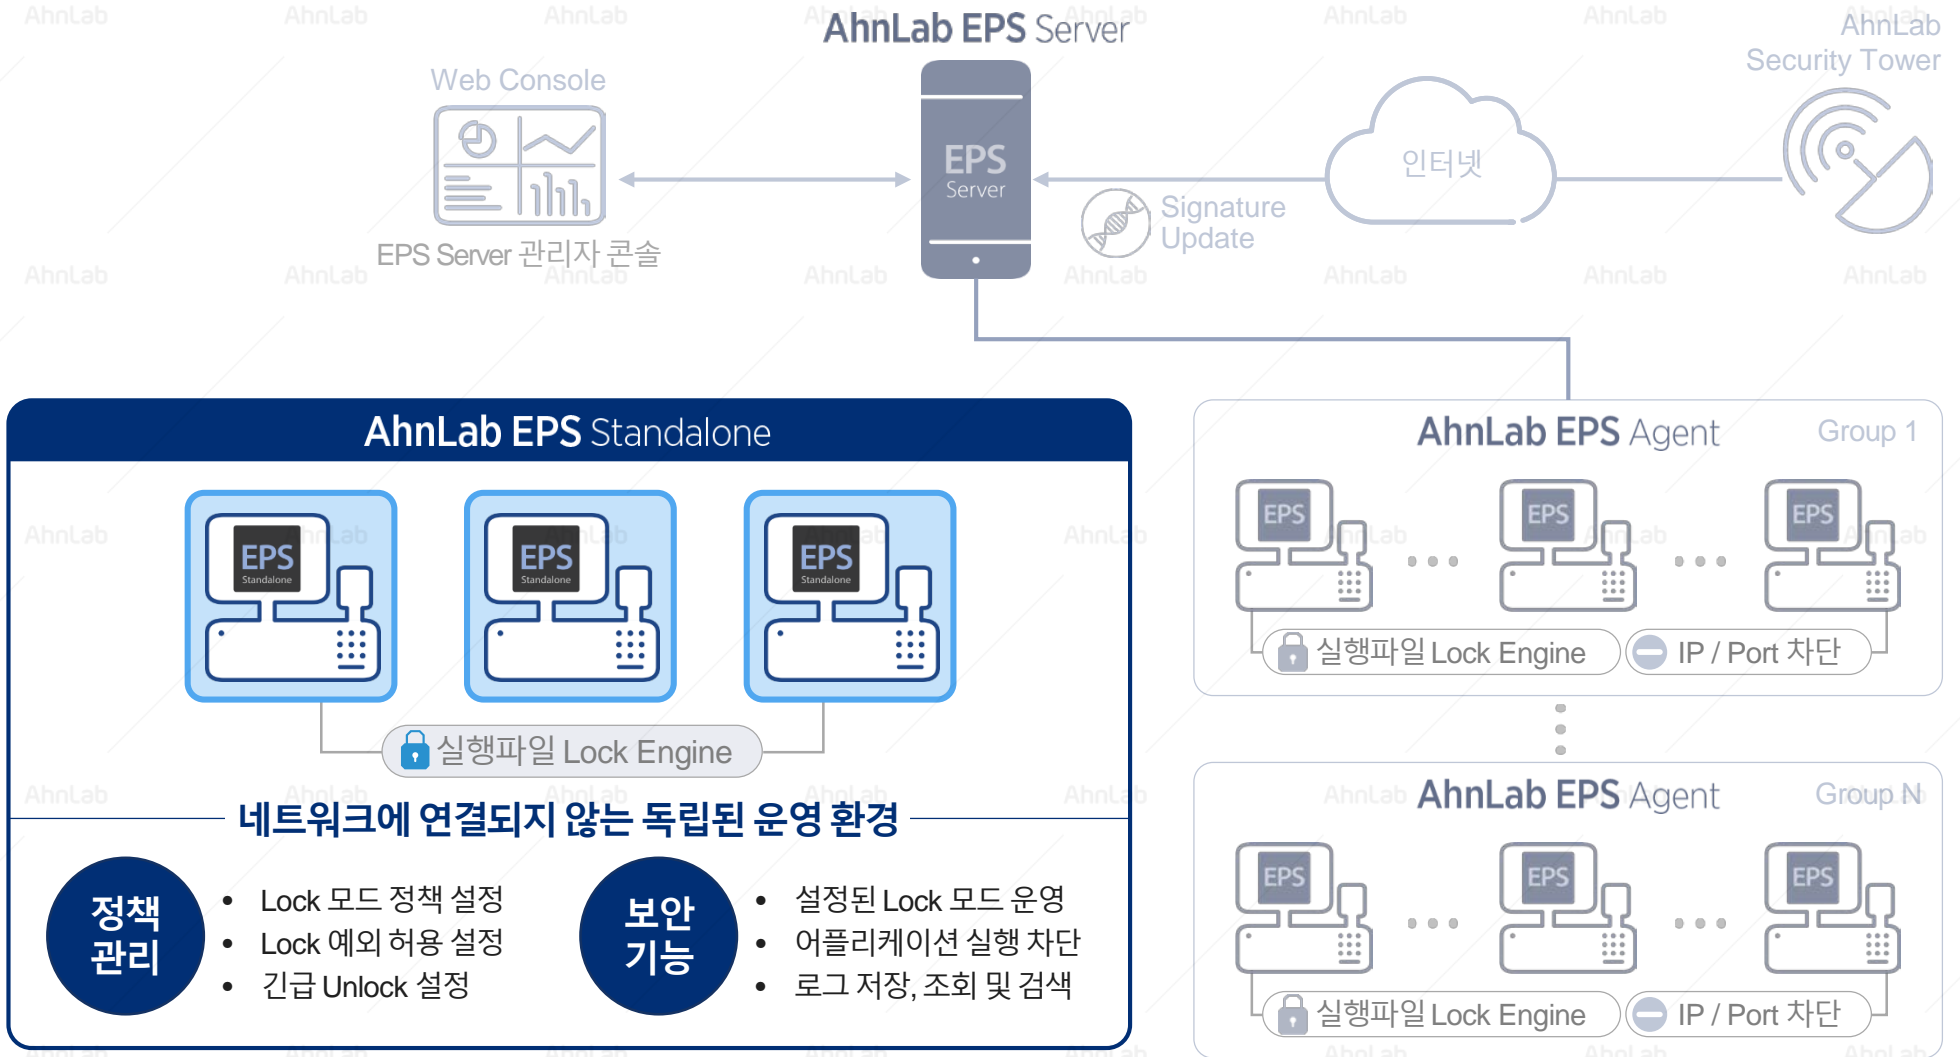 AhnLab EPS Server
AhnLab
Security Tower
Web Console
EPS
Server
인터넷
Signature
Update
EPS Server 관리자 콘솔
AhnLab EPS Standalone
EPS
Standalone
EPS
Standalone
EPS
Standalone
실행파일 Lock Engine
네트워크에 연결되지 않는 독립된 운영 환경
정책
관리
• Lock 모드 정책 설정
• Lock 예외 허용 설정
• 긴급 Unlock 설정
보안
기능
• 설정된 Lock 모드 운영
• 어플리케이션 실행 차단
• 로그 저장, 조회 및 검색
AhnLab EPS Agent
Group 1
EPS
EPS
EPS
실행파일 Lock Engine
IP / Port 차단
AhnLab EPS Agent
Group N
EPS
EPS
EPS
실행파일 Lock Engine
IP / Port 차단